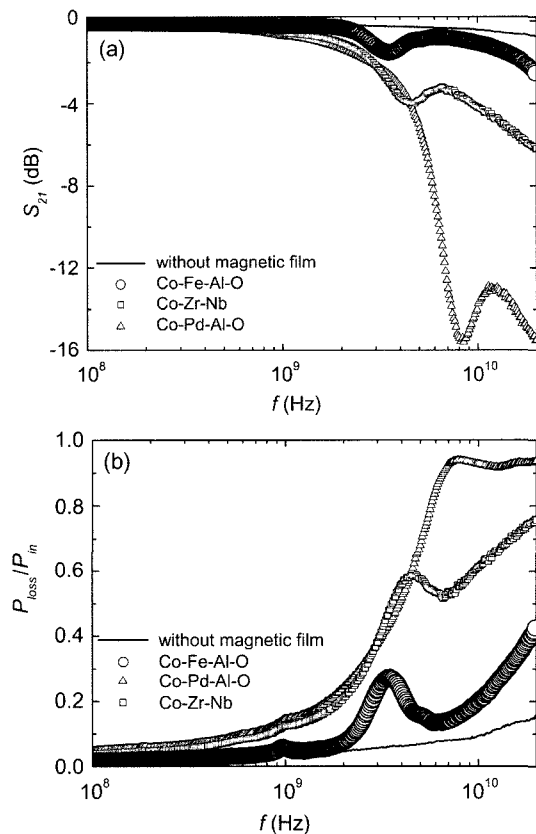 0
(a)
-4
S21 (dB)
-8
without magnetic film
Co-Fe-Al-O
-12
Co-Zr-Nb
Co-Pd-Al-O
-16
10^8 10^9 10^10
f (Hz)
1.0
(b)
0.8
Ploss/Pin
0.6
without magnetic film
0.4
Co-Fe-Al-O
Co-Pd-Al-O
0.2
Co-Zr-Nb
0.0
10^8 10^9 10^10
f (Hz)